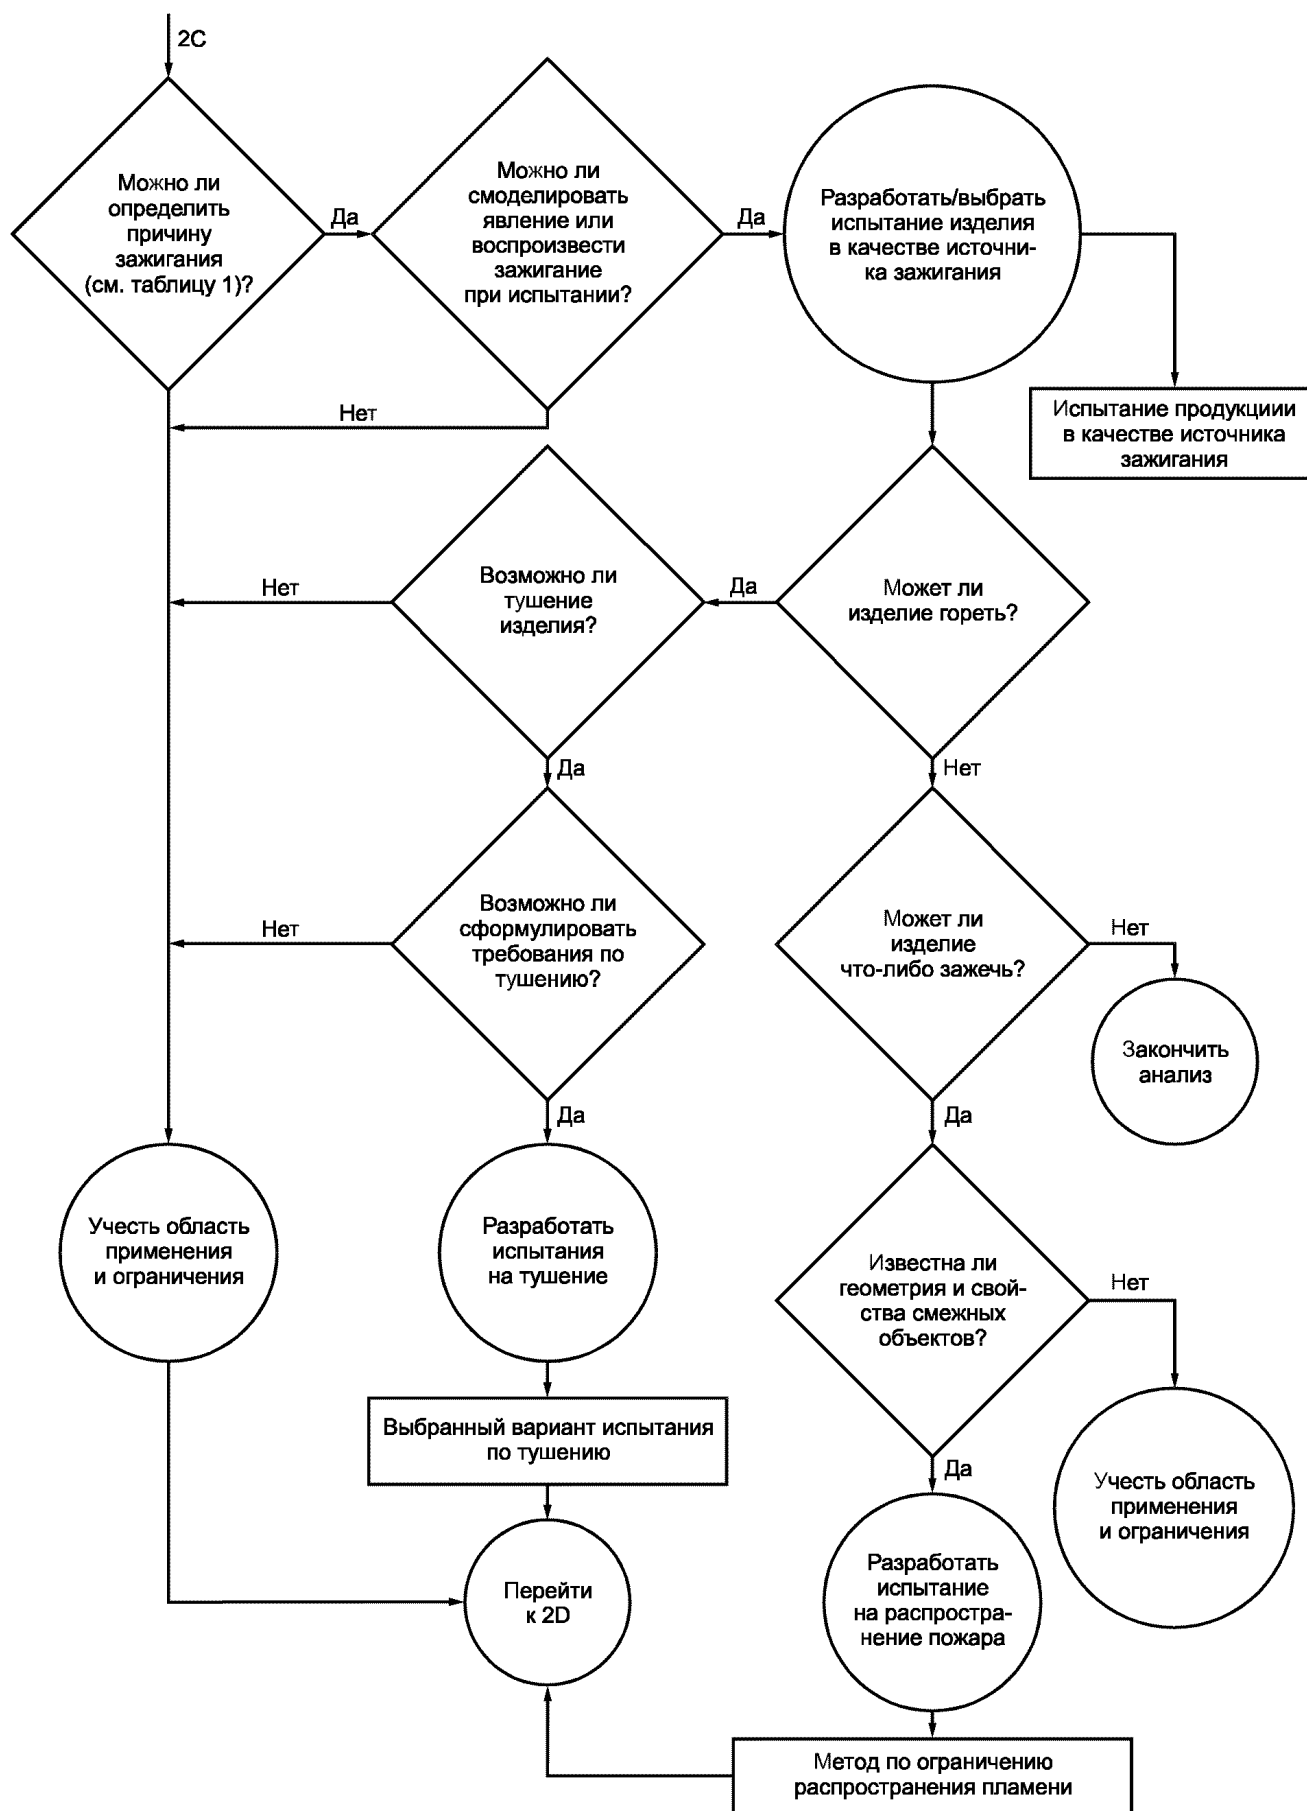 2C
Можно ли
определить
причину
зажигания
(см. таблицу 1)?
Да
Можно ли
смоделировать
явление или
воспроизвести
зажигание
при испытании?
Да
Разработать/выбрать
испытание изделия
в качестве источни-
ка зажигания
Нет
Испытание продукциии
в качестве источника
зажигания
Нет
Возможно ли
тушение
изделия?
Да
Может ли
изделие гореть?
Да
Нет
Нет
Возможно ли
сформулировать
требования по
тушению?
Может ли
изделие
что-либо зажечь?
Нет
Закончить
анализ
Да
Да
Учесть область
применения
и ограничения
Разработать
испытания
на тушение
Известна ли
геометрия и свой-
ства смежных
объектов?
Нет
Выбранный вариант испытания
по тушению
Да
Учесть область
применения
и ограничения
Перейти
к 2D
Разработать
испытание
на распростра-
нение пожара
Метод по ограничению
распространения пламени